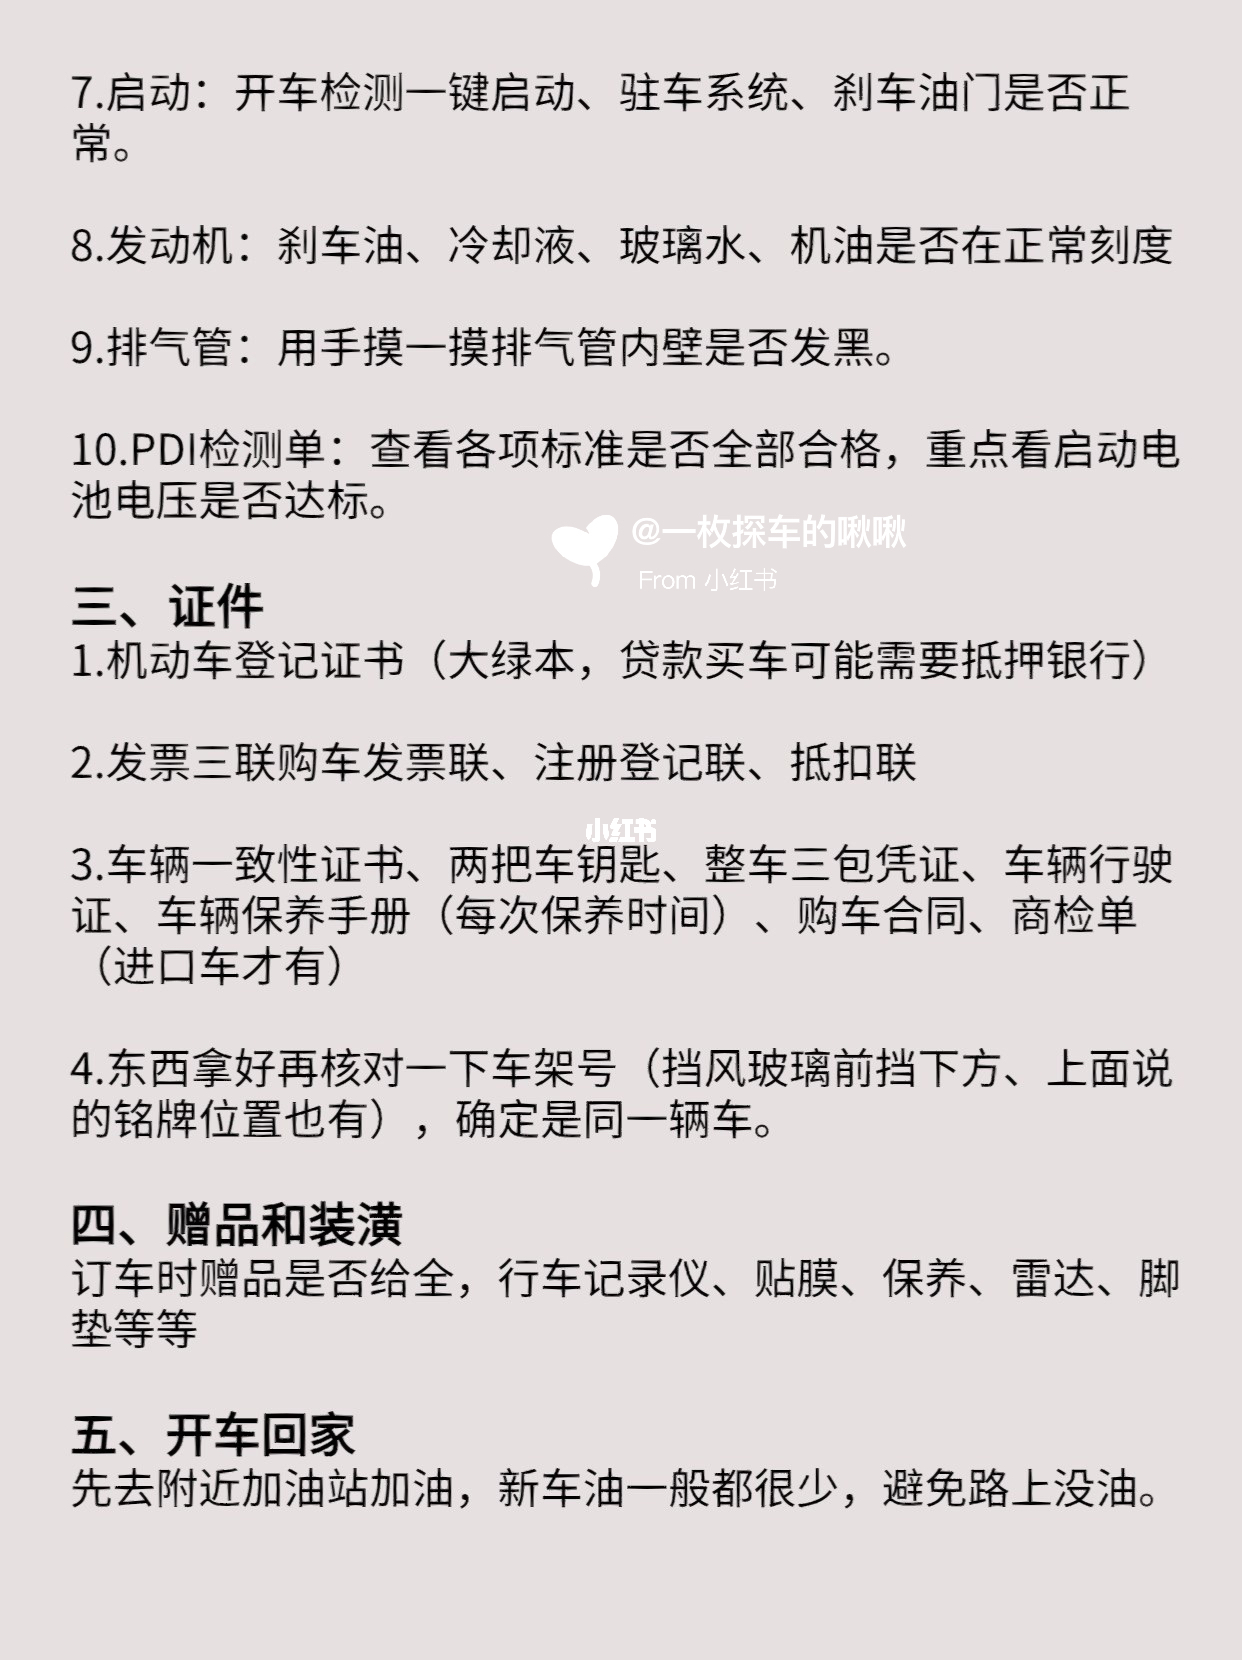 7.启动：开车检测一键启动、驻车系统、刹车油门是否正
常。
8.发动机：刹车油、冷却液、玻璃水、机油是否在正常刻度
9.排气管：用手摸一摸排气管内壁是否发黑。
10.PDI检测单：查看各项标准是否全部合格，重点看启动电
池电压是否达标。
@一枚探车的啾啾
From 小红书
三、证件
1.机动车登记证书（大绿本，贷款买车可能需要抵押银行）
2.发票三联购车发票联、注册登记联、抵扣联
小红书
3.车辆一致性证书、两把车钥匙、整车三包凭证、车辆行驶
证、车辆保养手册（每次保养时间）、购车合同、商检单
（进口车才有）
4.东西拿好再核对一下车架号（挡风玻璃前挡下方、上面说
的铭牌位置也有），确定是同一辆车。
四、赠品和装潢
订车时赠品是否给全，行车记录仪、贴膜、保养、雷达、脚
垫等等
五、开车回家
先去附近加油站加油，新车油一般都很少，避免路上没油。